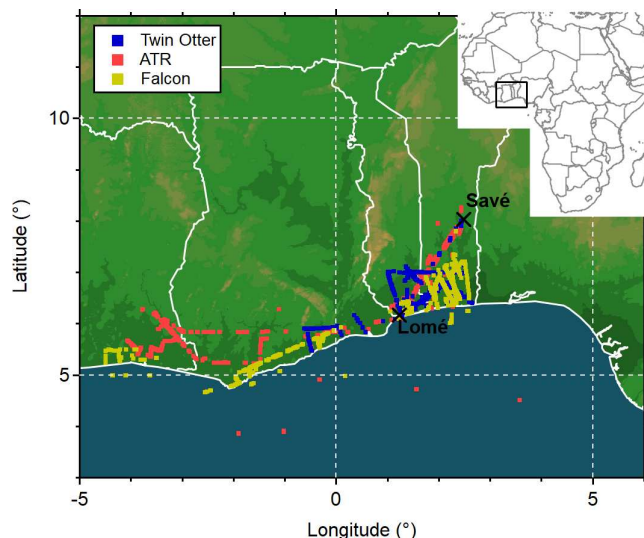 Twin Otter
ATR
Falcon
10
Savé
Latitude (°)
Lomé
5
-5
0
5
Longitude (°)